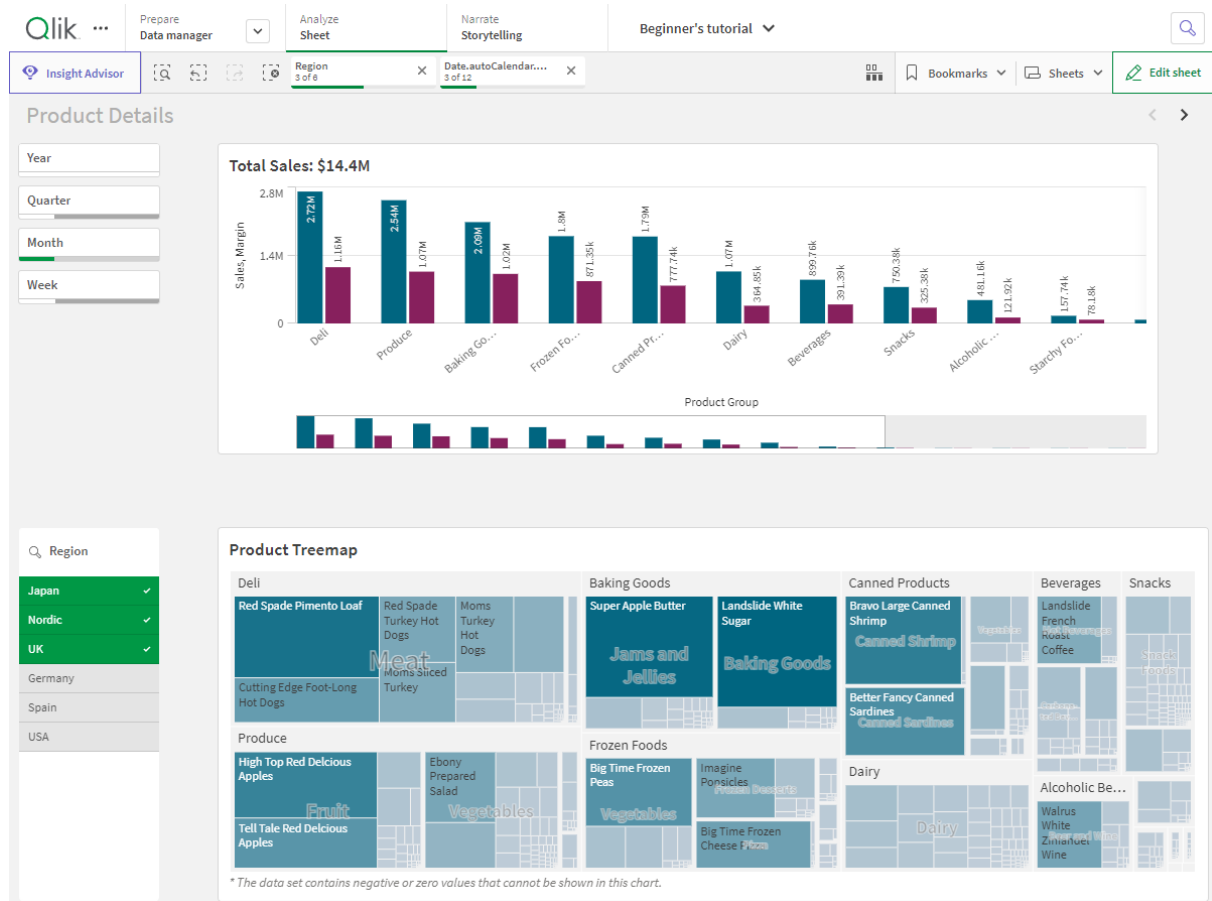 Qlik
Prepare
Data manager
Analyze
Sheet
Narrate
Storytelling
Beginner's tutorial
Insight Advisor
Region
3 of 6
Date.autoCalendar....
3 of 12
Bookmarks
Sheets
Edit sheet
Product Details
Year
Quarter
Month
Week
Total Sales: $14.4M
Sales, Margin
2.8M
1.4M
0
2.72M
1.16M
2.54M
1.07M
2.09M
1.02M
1.8M
871.35k
1.79M
777.74k
1.07M
364.85k
899.76k
391.39k
750.38k
325.38k
481.16k
121.92k
157.74k
78.18k
Deli
Produce
Baking Go...
Frozen Fo...
Canned Pr...
Dairy
Beverages
Snacks
Alcoholic ...
Starchy Fo...
Product Group
Region
Japan
Nordic
UK
Germany
Spain
USA
Product Treemap
Deli
Red Spade Pimento Loaf
Red Spade
Turkey Hot
Dogs
Moms
Turkey
Hot
Dogs
Meat
Cutting Edge Foot-Long
Hot Dogs
Moms Sliced
Turkey
Baking Goods
Super Apple Butter
Jams and
Jellies
Landslide White
Sugar
Baking Goods
Canned Products
Bravo Large Canned
Shrimp
Canned Shrimp
Vegetables
Better Fancy Canned
Sardines
Canned Sardines
Beverages
Landslide
French
Roast
Coffee
Hot Beverages
Snacks
Snack
Foods
Produce
High Top Red Delcious
Apples
Fruit
Tell Tale Red Delcious
Apples
Ebony
Prepared
Salad
Vegetables
Frozen Foods
Big Time Frozen
Peas
Vegetables
Imagine
Popsicles
Frozen Desserts
Big Time Frozen
Cheese Pizza
Pizza
Dairy
Dairy
Alcoholic Be...
Walrus
White
Zinfandel
Wine
Beer and Wine
* The data set contains negative or zero values that cannot be shown in this chart.